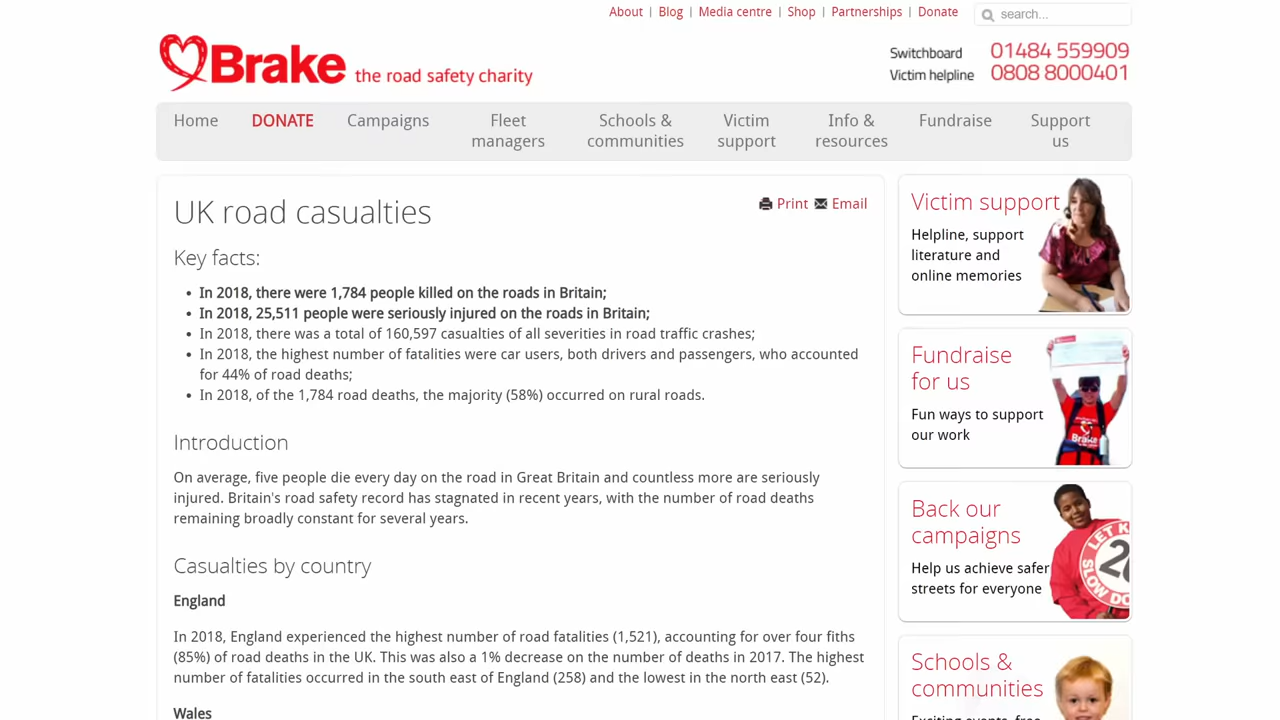 About | Blog | Media centre | Shop | Partnerships | Donate
search...
Brake the road safety charity
Switchboard 01484 559909
Victim helpline 0808 8000401
Home
DONATE
Campaigns
Fleet
managers
Schools &
communities
Victim
support
Info &
resources
Fundraise
Support
us
UK road casualties
Print Email
Key facts:
• In 2018, there were 1,784 people killed on the roads in Britain;
• In 2018, 25,511 people were seriously injured on the roads in Britain;
• In 2018, there was a total of 160,597 casualties of all severities in road traffic crashes;
• In 2018, the highest number of fatalities were car users, both drivers and passengers, who accounted
for 44% of road deaths;
• In 2018, of the 1,784 road deaths, the majority (58%) occurred on rural roads.
Introduction
On average, five people die every day on the road in Great Britain and countless more are seriously
injured. Britain's road safety record has stagnated in recent years, with the number of road deaths
remaining broadly constant for several years.
Casualties by country
England
In 2018, England experienced the highest number of road fatalities (1,521), accounting for over four fiths
(85%) of road deaths in the UK. This was also a 1% decrease on the number of deaths in 2017. The highest
number of fatalities occurred in the south east of England (258) and the lowest in the north east (52).
Wales
Victim support
Helpline, support
literature and
online memories
Fundraise
for us
Fun ways to support
our work
Brake
Back our
campaigns
Help us achieve safer
streets for everyone
LET K
SLOW DO
Schools &
communities
Exciting events, free